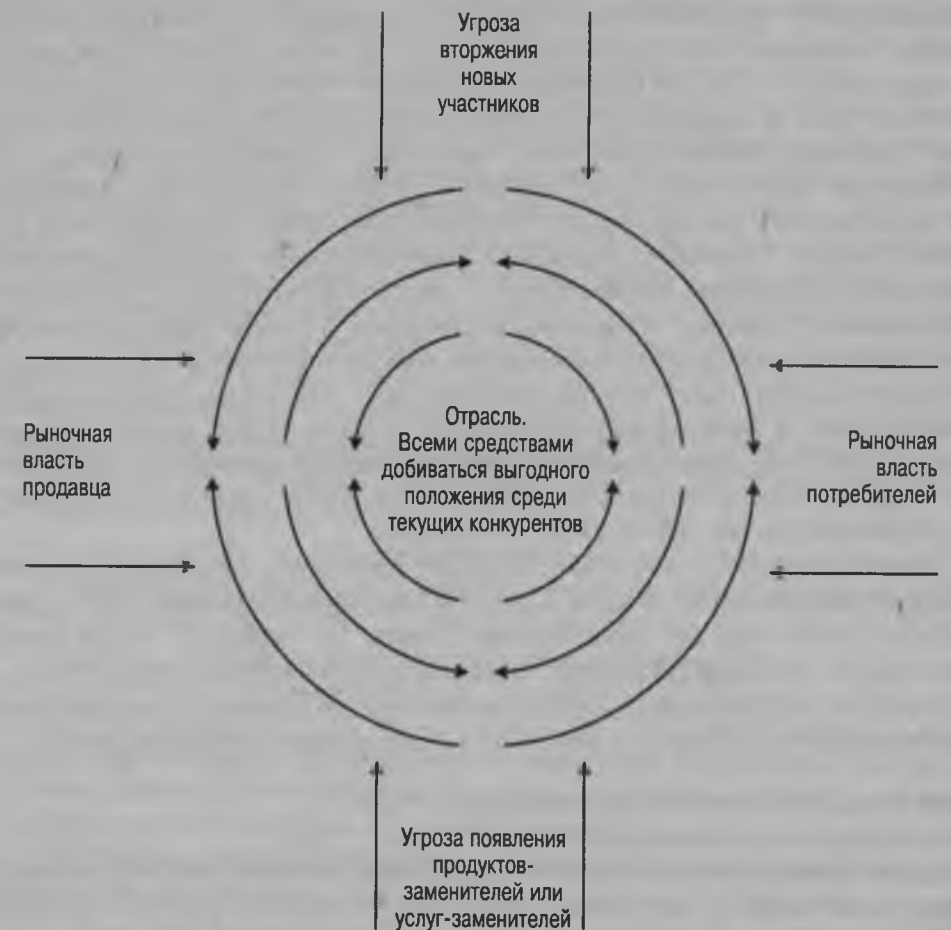 Угроза
вторжения
новых
участников
Рыночная
власть
продавца
Отрасль.
Всеми средствами
добиваться выгодного
положения среди
текущих конкурентов
Рыночная
власть
потребителей
Угроза появления
продуктов-
заменителей или
услуг-заменителей